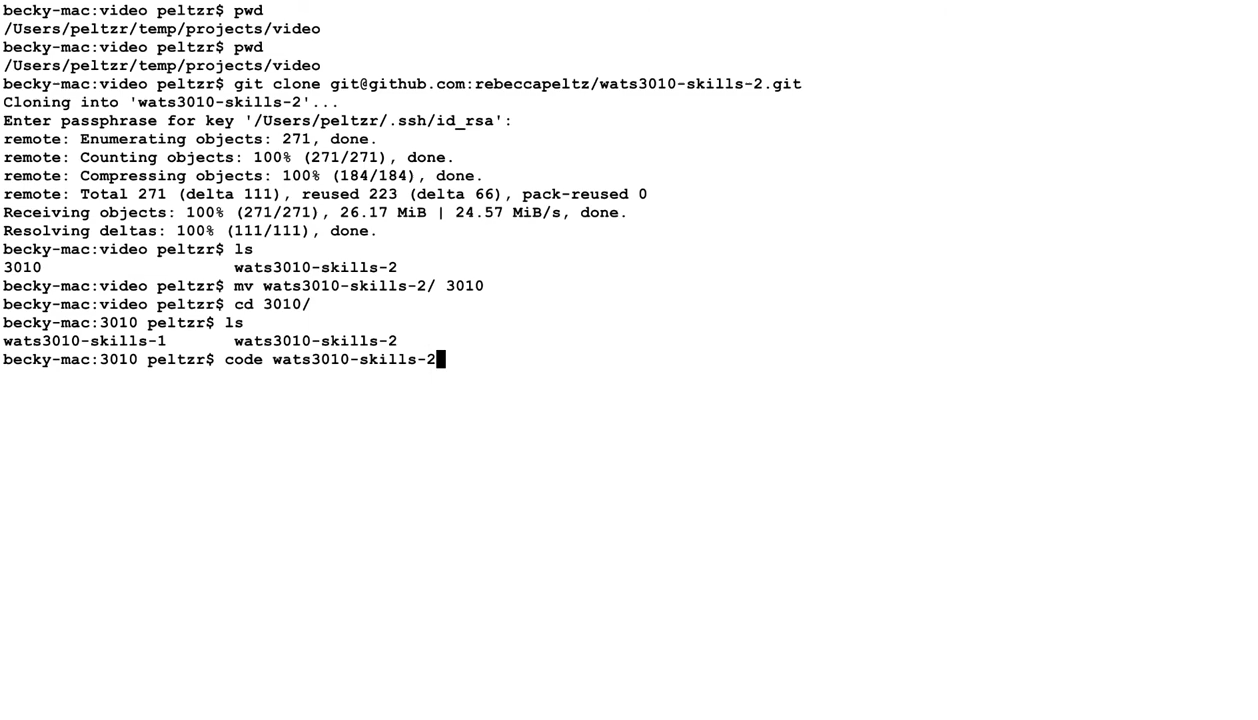 becky-mac:video peltzr$ pwd
/Users/peltzr/temp/projects/video
becky-mac:video peltzr$ pwd
/Users/peltzr/temp/projects/video
becky-mac:video peltzr$ git clone git@github.com:rebeccapeltz/wats3010-skills-2.git
Cloning into 'wats3010-skills-2'...
Enter passphrase for key '/Users/peltzr/.ssh/id_rsa':
remote: Enumerating objects: 271, done.
remote: Counting objects: 100% (271/271), done.
remote: Compressing objects: 100% (184/184), done.
remote: Total 271 (delta 111), reused 223 (delta 66), pack-reused 0
Receiving objects: 100% (271/271), 26.17 MiB | 24.57 MiB/s, done.
Resolving deltas: 100% (111/111), done.
becky-mac:video peltzr$ ls
3010                    wats3010-skills-2
becky-mac:video peltzr$ mv wats3010-skills-2/ 3010
becky-mac:video peltzr$ cd 3010/
becky-mac:3010 peltzr$ ls
wats3010-skills-1       wats3010-skills-2
becky-mac:3010 peltzr$ code wats3010-skills-2